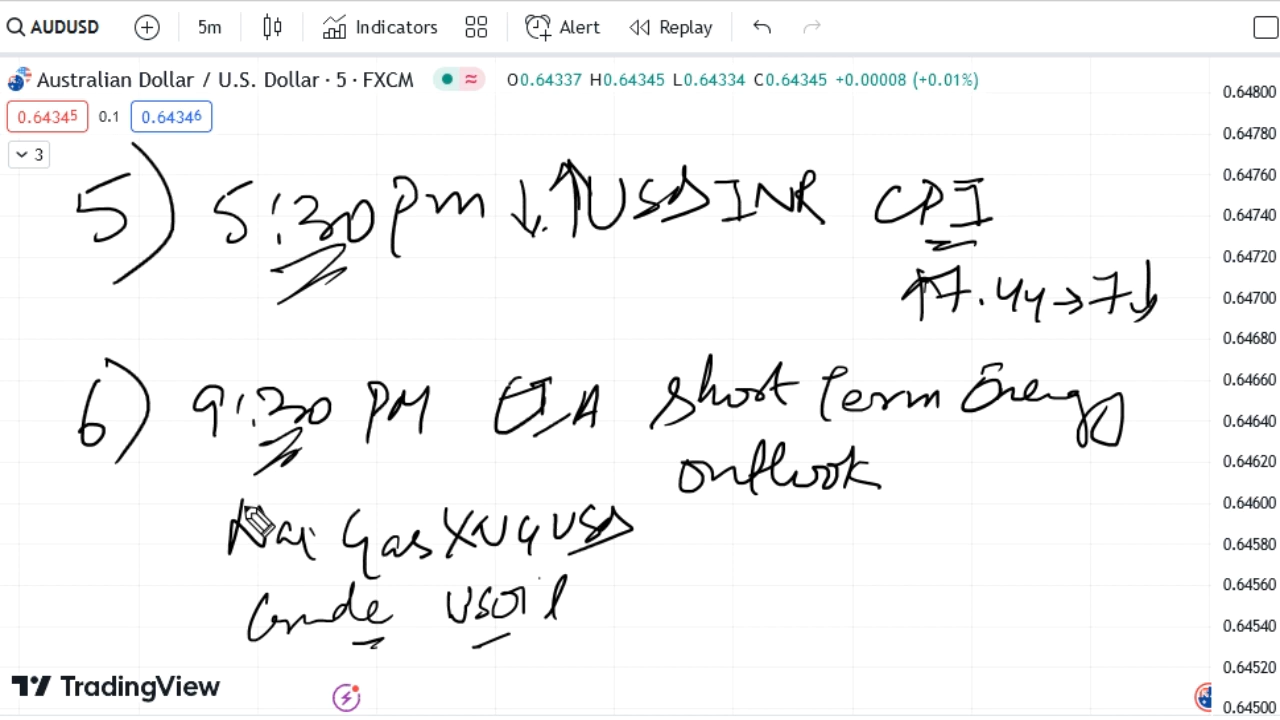 AUDUSD 5m Indicators Alert Replay
Australian Dollar / U.S. Dollar · 5 · FXCM O0.64337 H0.64345 L0.64334 C0.64345 +0.00008 (+0.01%)
0.64345 0.1 0.64346
3
5) 5:30 pm ↓.↑USDINR CPI
↑7.44→7↓
6) 9:30 PM EIA Short Term Energy
outlook
Nat Gas XNGUSD
Crude USOil
TradingView
0.64800
0.64780
0.64760
0.64740
0.64720
0.64700
0.64680
0.64660
0.64640
0.64620
0.64600
0.64580
0.64560
0.64540
0.64520
0.64500